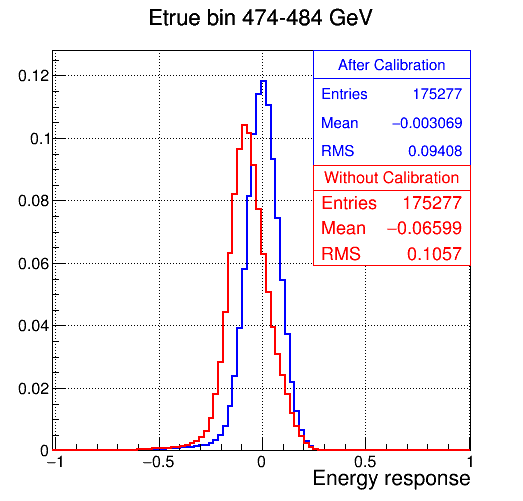 Etrue bin 474-484 GeV
After Calibration
Entries 175277
Mean −0.003069
RMS 0.09408
Without Calibration
Entries 175277
Mean −0.06599
RMS 0.1057
0.12
0.1
0.08
0.06
0.04
0.02
0
−1 −0.5 0 0.5 1
Energy response